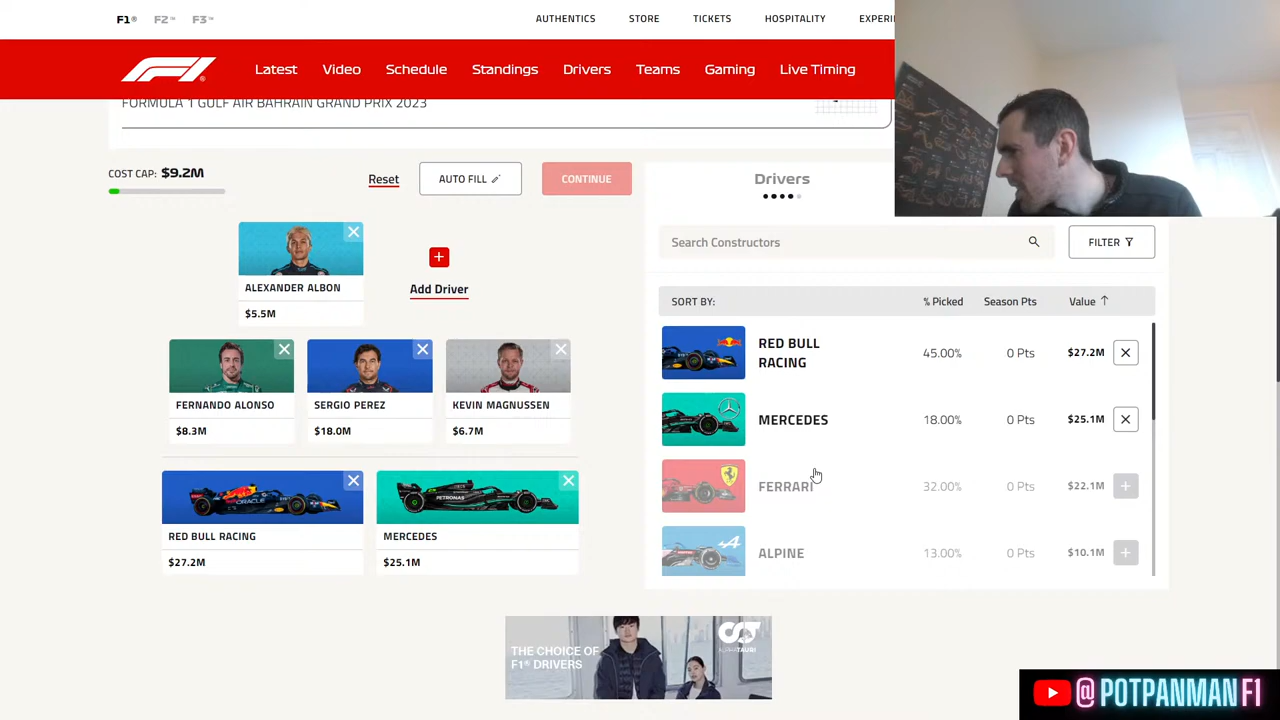 F1® F2™ F3™
AUTHENTICS STORE TICKETS HOSPITALITY
Latest Video Schedule Standings Drivers Teams Gaming Live Timing
FORMULA 1 GULF AIR BAHRAIN GRAND PRIX 2023
COST CAP: $9.2M
Reset
AUTO FILL
CONTINUE
Drivers
Search Constructors
FILTER
ALEXANDER ALBON
$5.5M
Add Driver
FERNANDO ALONSO
$8.3M
SERGIO PEREZ
$18.0M
KEVIN MAGNUSSEN
$6.7M
RED BULL RACING
$27.2M
MERCEDES
$25.1M
SORT BY: % Picked Season Pts Value
RED BULL
RACING
45.00% 0 Pts $27.2M
MERCEDES 18.00% 0 Pts $25.1M
FERRARI 32.00% 0 Pts $22.1M
ALPINE 13.00% 0 Pts $10.1M
THE CHOICE OF
F1® DRIVERS
ALPHATAURI
@POTPANMAN F1